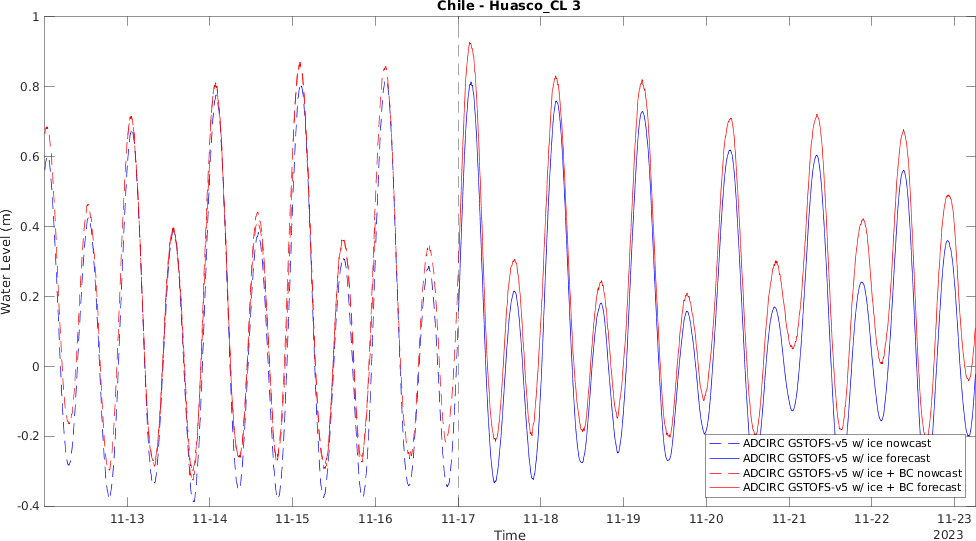 Chile - Huasco_CL 3
Water Level (m)
1
0.8
0.6
0.4
0.2
0
-0.2
-0.4
ADCIRC GSTOFS-v5 w/ ice nowcast
ADCIRC GSTOFS-v5 w/ ice forecast
ADCIRC GSTOFS-v5 w/ ice + BC nowcast
ADCIRC GSTOFS-v5 w/ ice + BC forecast
11-13 11-14 11-15 11-16 11-17 11-18 11-19 11-20 11-21 11-22 11-23
Time
2023